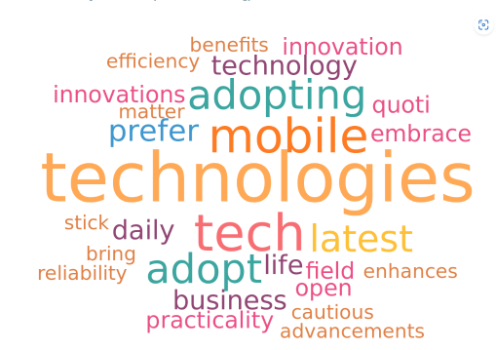 benefits innovation
efficiency technology
innovations adopting quoti
matter
prefer mobile embrace
technologies
stick daily tech latest
bring adopt life field enhances
reliability open
business cautious
practicality advancements